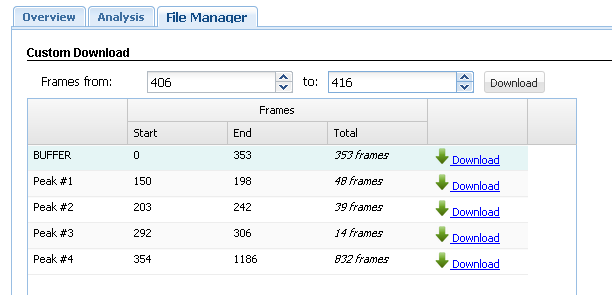 Overview Analysis File Manager
Custom Download
Frames from: 406 to: 416 Download
Frames
Start End Total
BUFFER 0 353 353 frames Download
Peak #1 150 198 48 frames Download
Peak #2 203 242 39 frames Download
Peak #3 292 306 14 frames Download
Peak #4 354 1186 832 frames Download